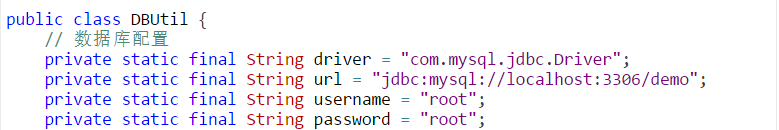 public class DBUtil {
// 数据库配置
private static final String driver = "com.mysql.jdbc.Driver";
private static final String url = "jdbc:mysql://localhost:3306/demo";
private static final String username = "root";
private static final String password = "root";